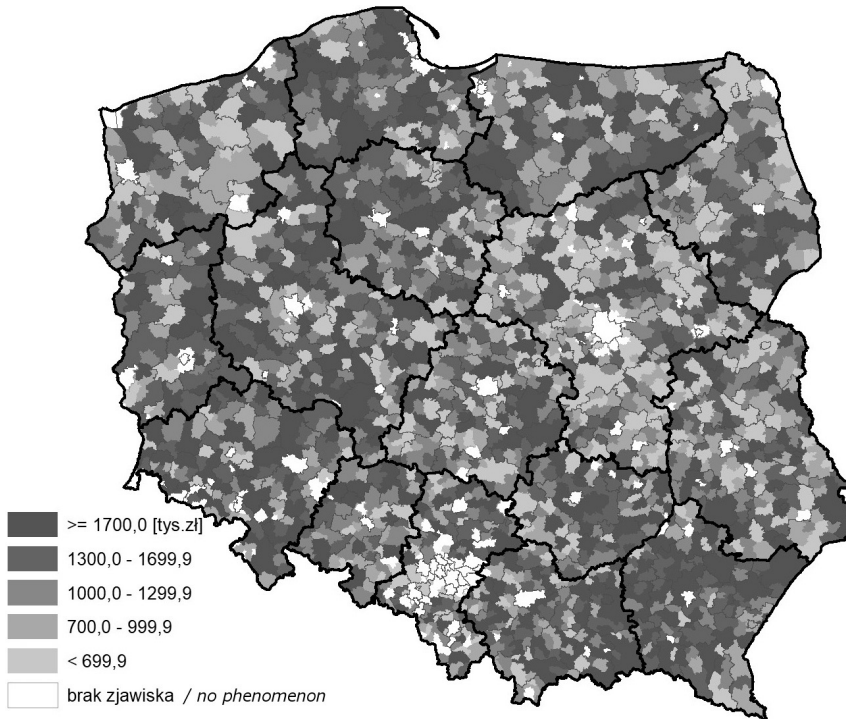 >= 1700,0 [tys.zł]
1300,0 - 1699,9
1000,0 - 1299,9
700,0 - 999,9
< 699,9
brak zjawiska / no phenomenon